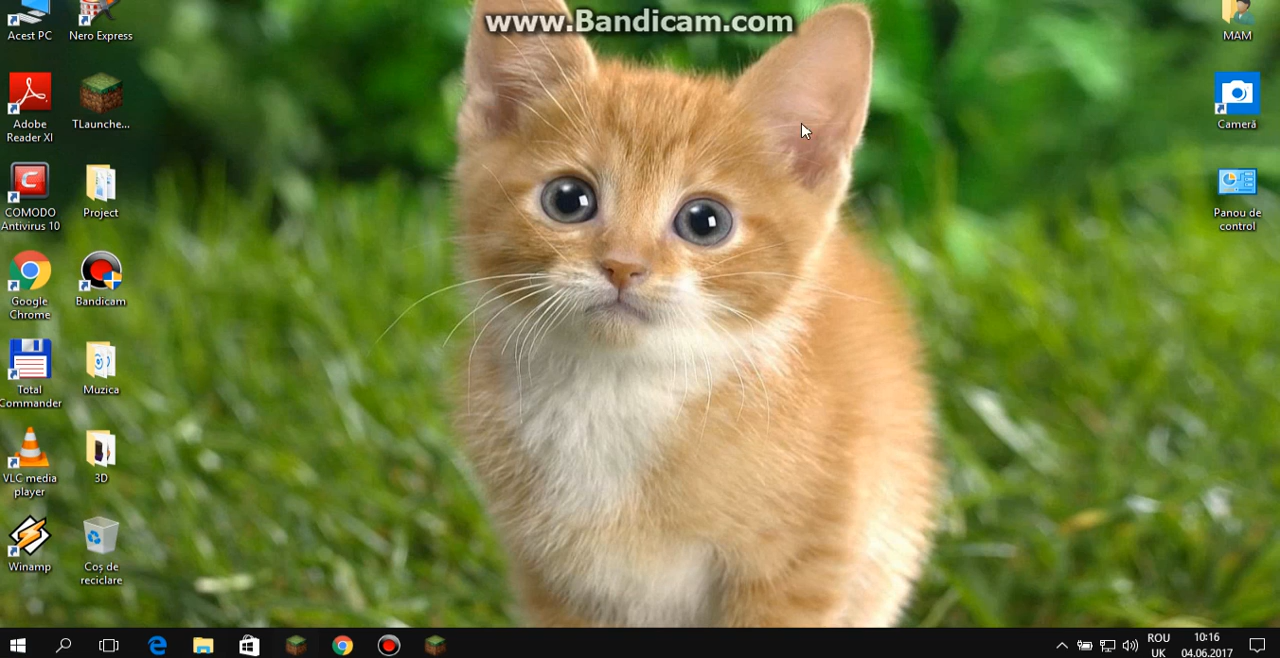 www.Bandicam.com
Acest PC
Nero Express
Adobe
Reader XI
TLaunche...
COMODO
Antivirus 10
Project
Google
Chrome
Bandicam
Total
Commander
Muzica
VLC media
player
3D
Winamp
Coș de
reciclare
MAM
Cameră
Panou de
control
ROU
UK
10:16
04.06.2017